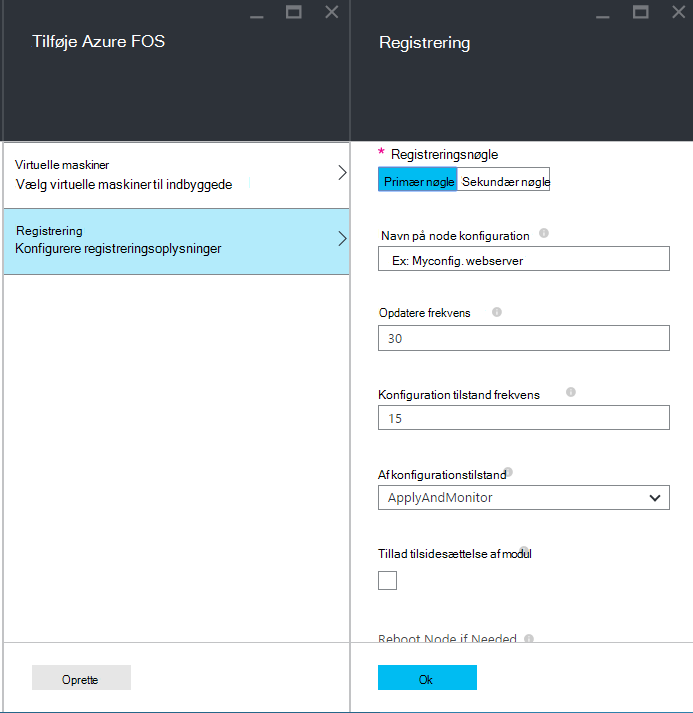 Tilføje Azure FOS
Virtuelle maskiner
Vælg virtuelle maskiner til indbyggede
Registrering
Konfigurere registreringsoplysninger
Oprette
Registrering
* Registreringsnøgle
Primær nøgle Sekundær nøgle
Navn på node konfiguration
Ex: Myconfig. webserver
Opdatere frekvens
30
Konfiguration tilstand frekvens
15
Af konfigurationstilstand
ApplyAndMonitor
Tillad tilsidesættelse af modul
Reboot Node if Needed
Ok